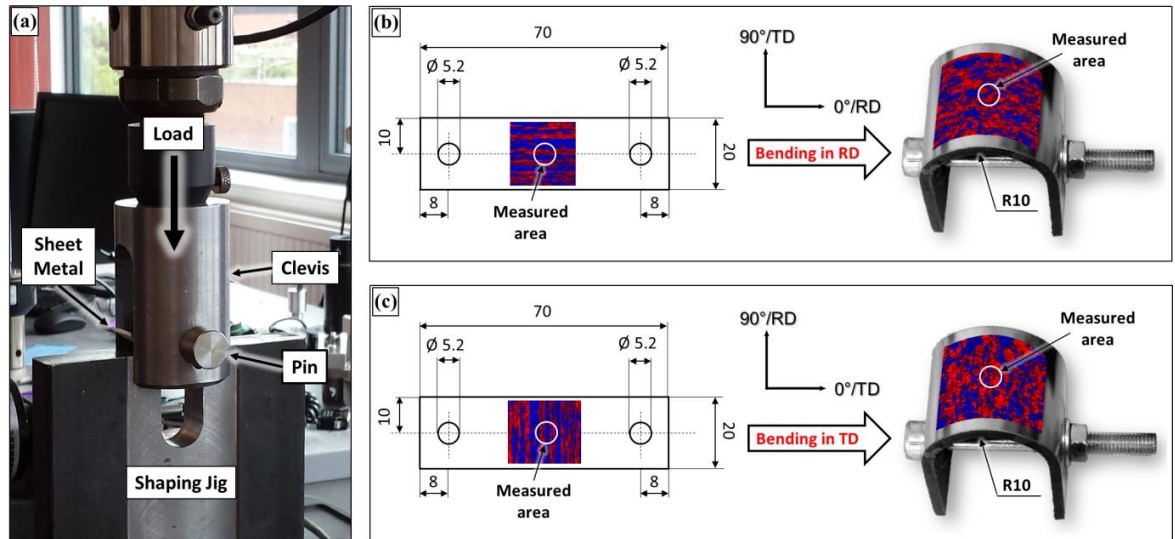 (a)
Load
Sheet
Metal
Clevis
Pin
Shaping Jig
(b)
70
Ø 5.2
Ø 5.2
10
20
8
8
Measured
area
90°/TD
0°/RD
Bending in RD
Measured
area
R10
(c)
70
Ø 5.2
Ø 5.2
10
20
8
8
Measured
area
90°/RD
0°/TD
Bending in TD
Measured
area
R10